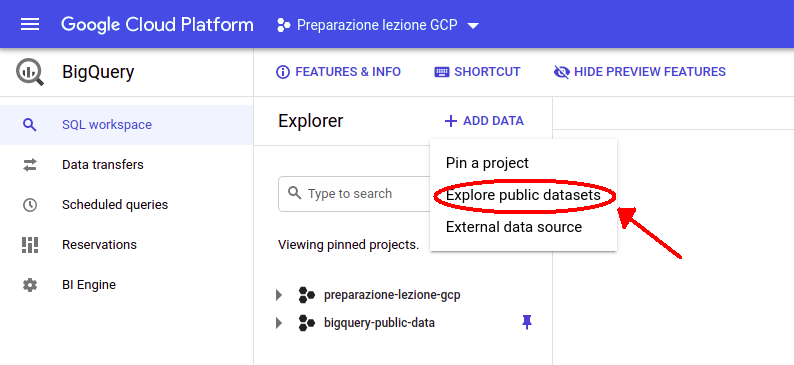 Google Cloud Platform Preparazione lezione GCP
BigQuery
FEATURES & INFO SHORTCUT HIDE PREVIEW FEATURES
SQL workspace
Data transfers
Scheduled queries
Reservations
BI Engine
Explorer
ADD DATA
Pin a project
Explore public datasets
External data source
Type to search
Viewing pinned projects.
preparazione-lezione-gcp
bigquery-public-data